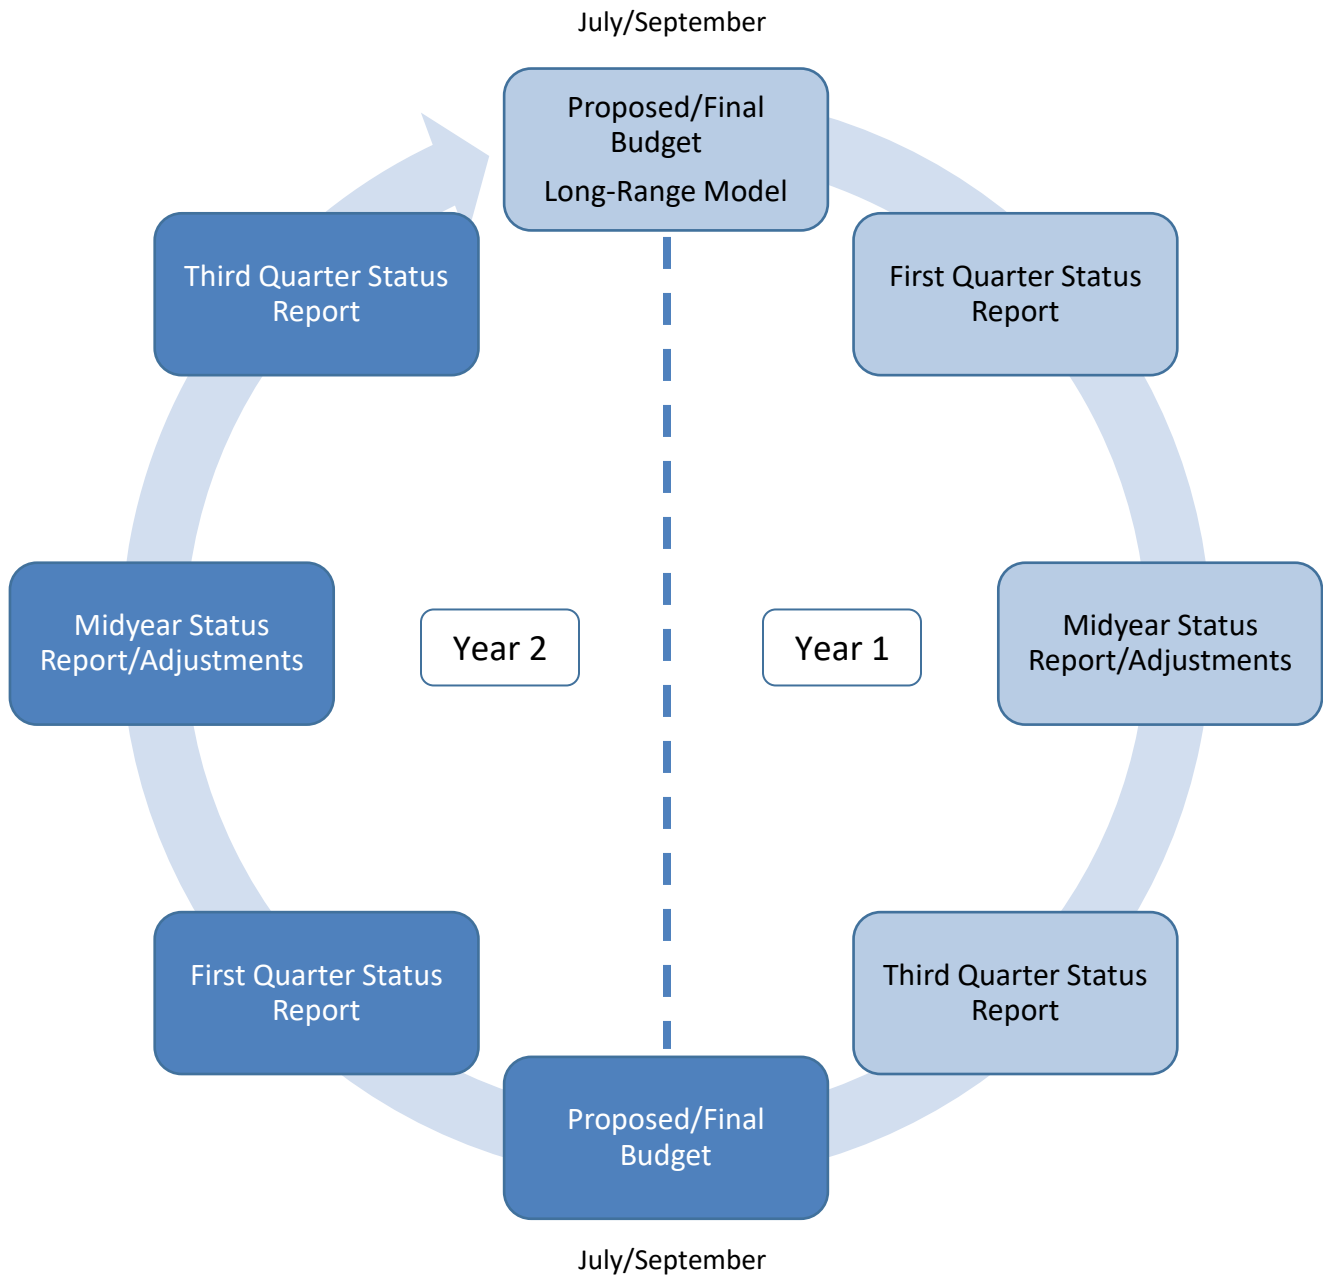 July/September
Proposed/Final
Budget
Long-Range Model
Third Quarter Status
Report
First Quarter Status
Report
Midyear Status
Report/Adjustments
Year 2
Year 1
Midyear Status
Report/Adjustments
First Quarter Status
Report
Third Quarter Status
Report
Proposed/Final
Budget
July/September